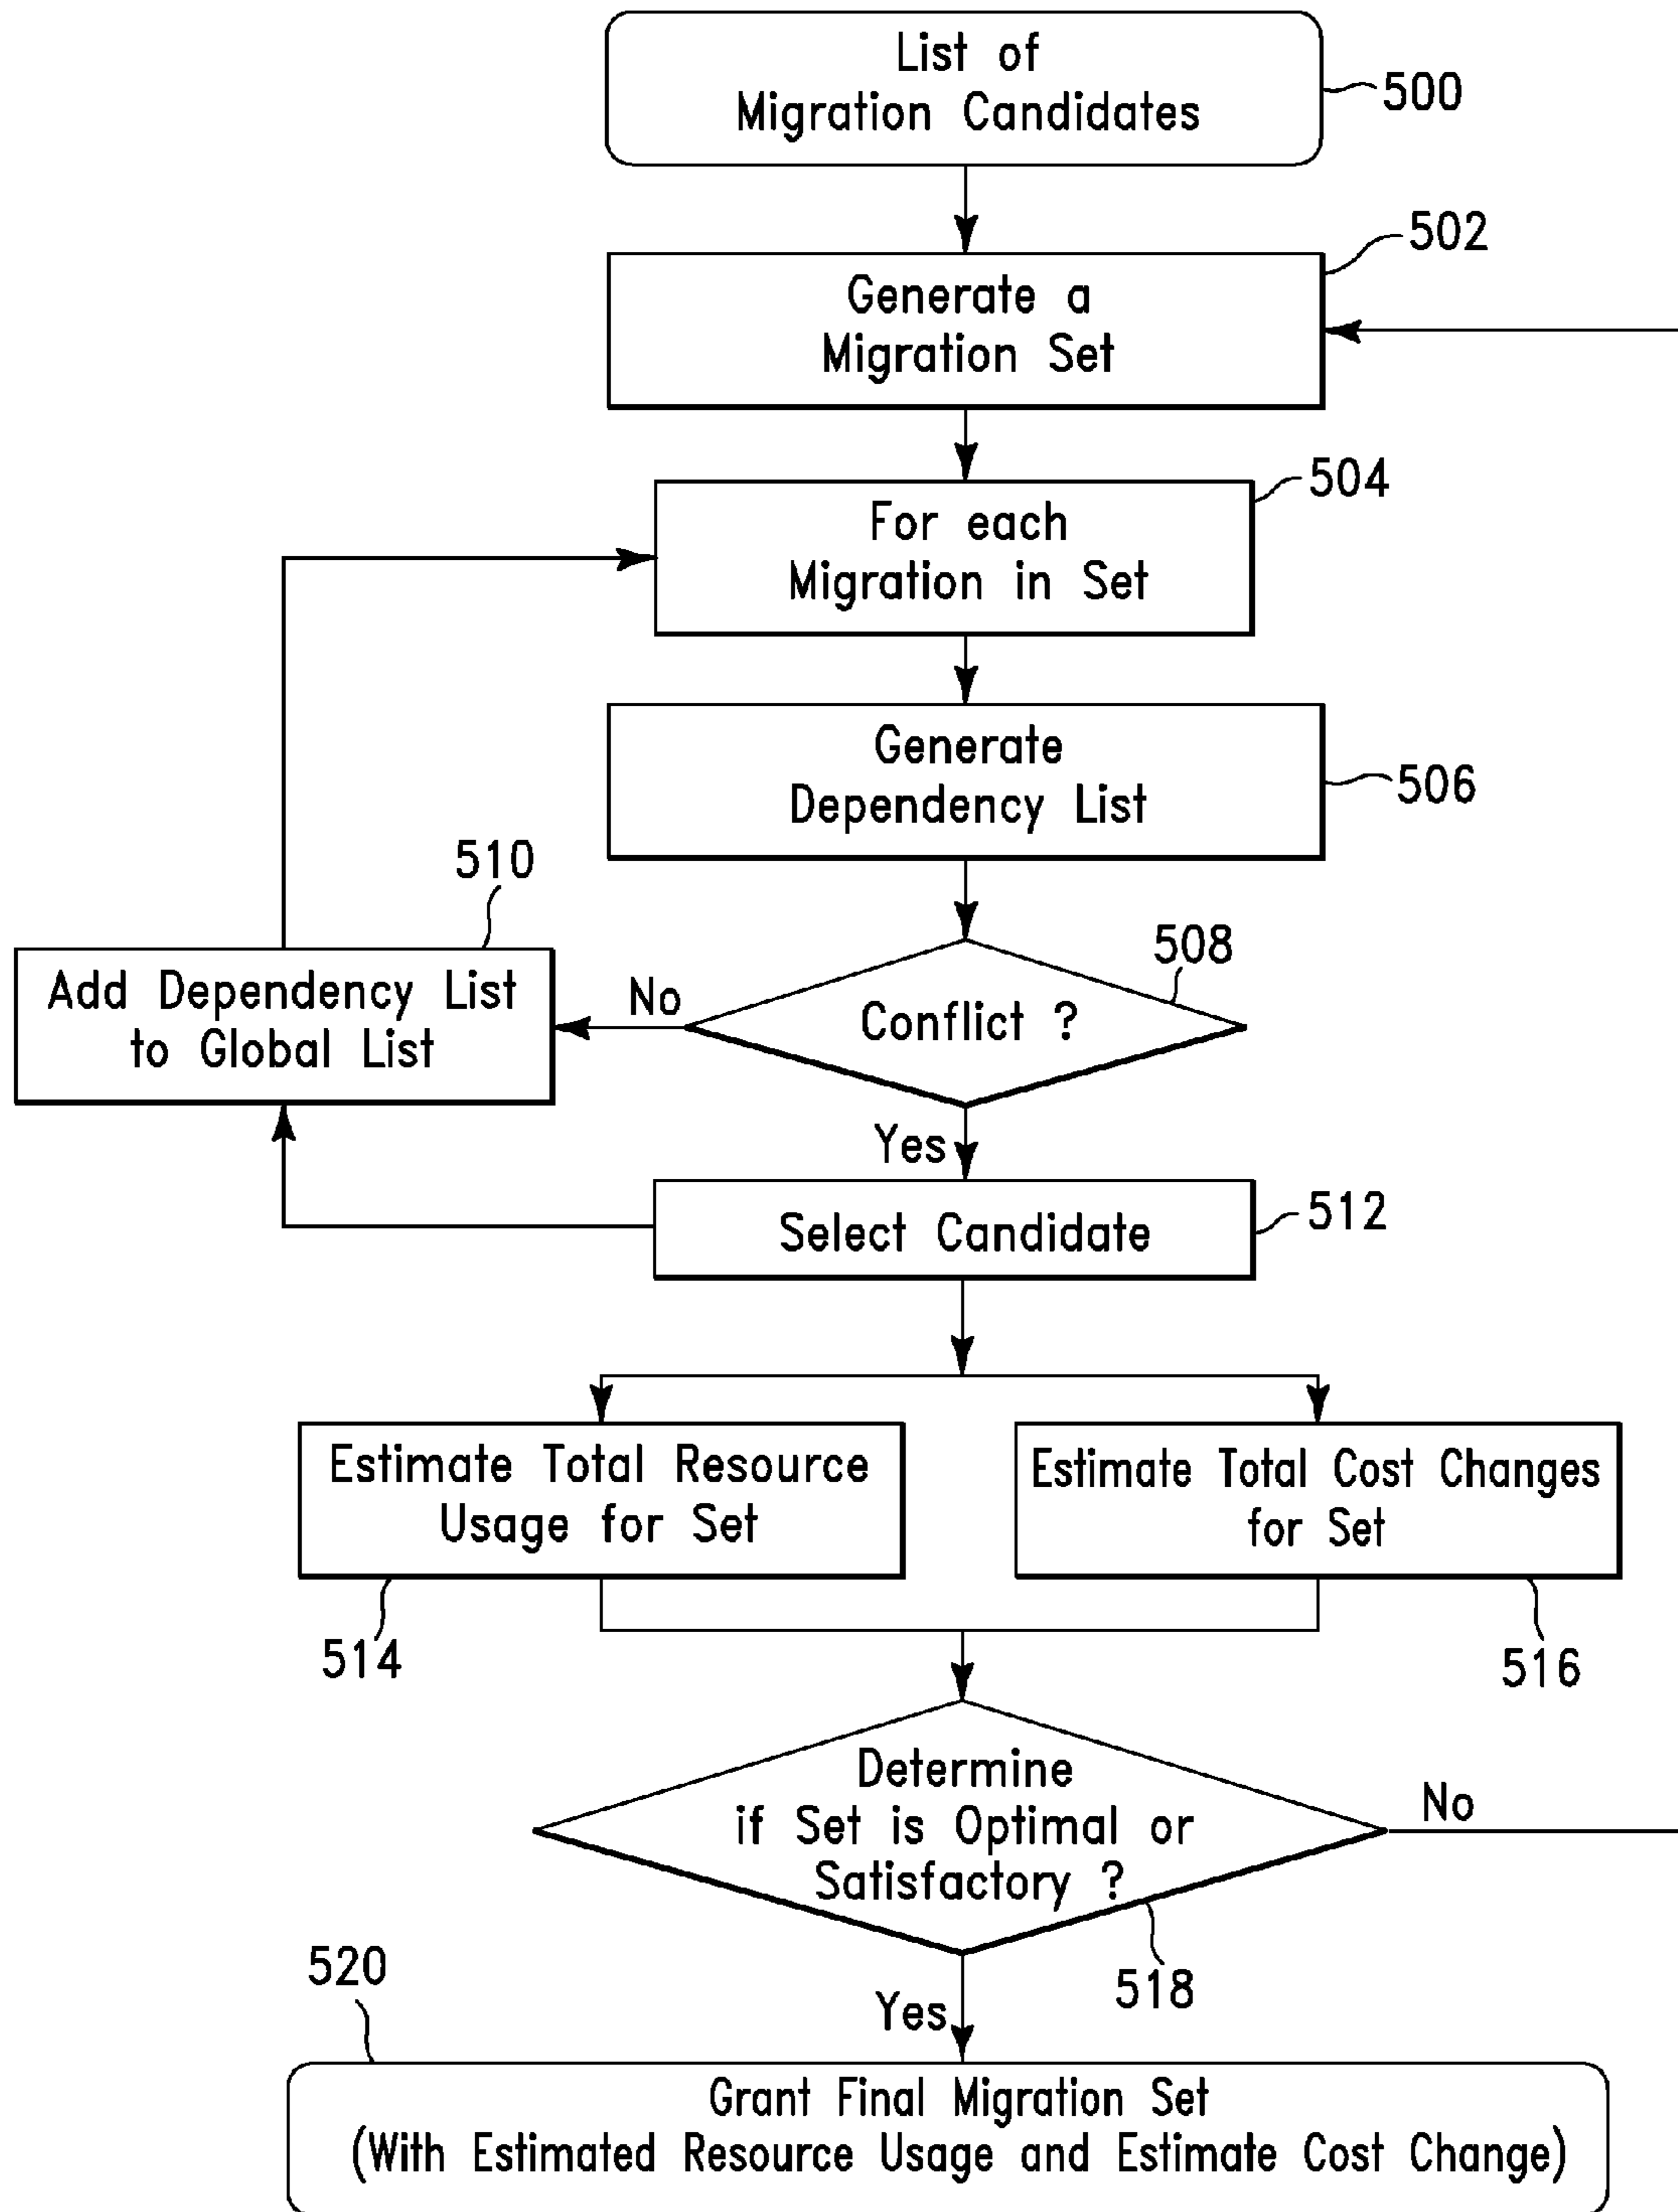 List of
Migration Candidates
500
502
Generate a
Migration Set
504
For each
Migration in Set
Generate
Dependency List
506
510
Add Dependency List
to Global List
No
508
Conflict ?
Yes
Select Candidate
512
Estimate Total Resource
Usage for Set
514
Estimate Total Cost Changes
for Set
516
Determine
if Set is Optimal or
Satisfactory ?
No
518
Yes
520
Grant Final Migration Set
(With Estimated Resource Usage and Estimate Cost Change)